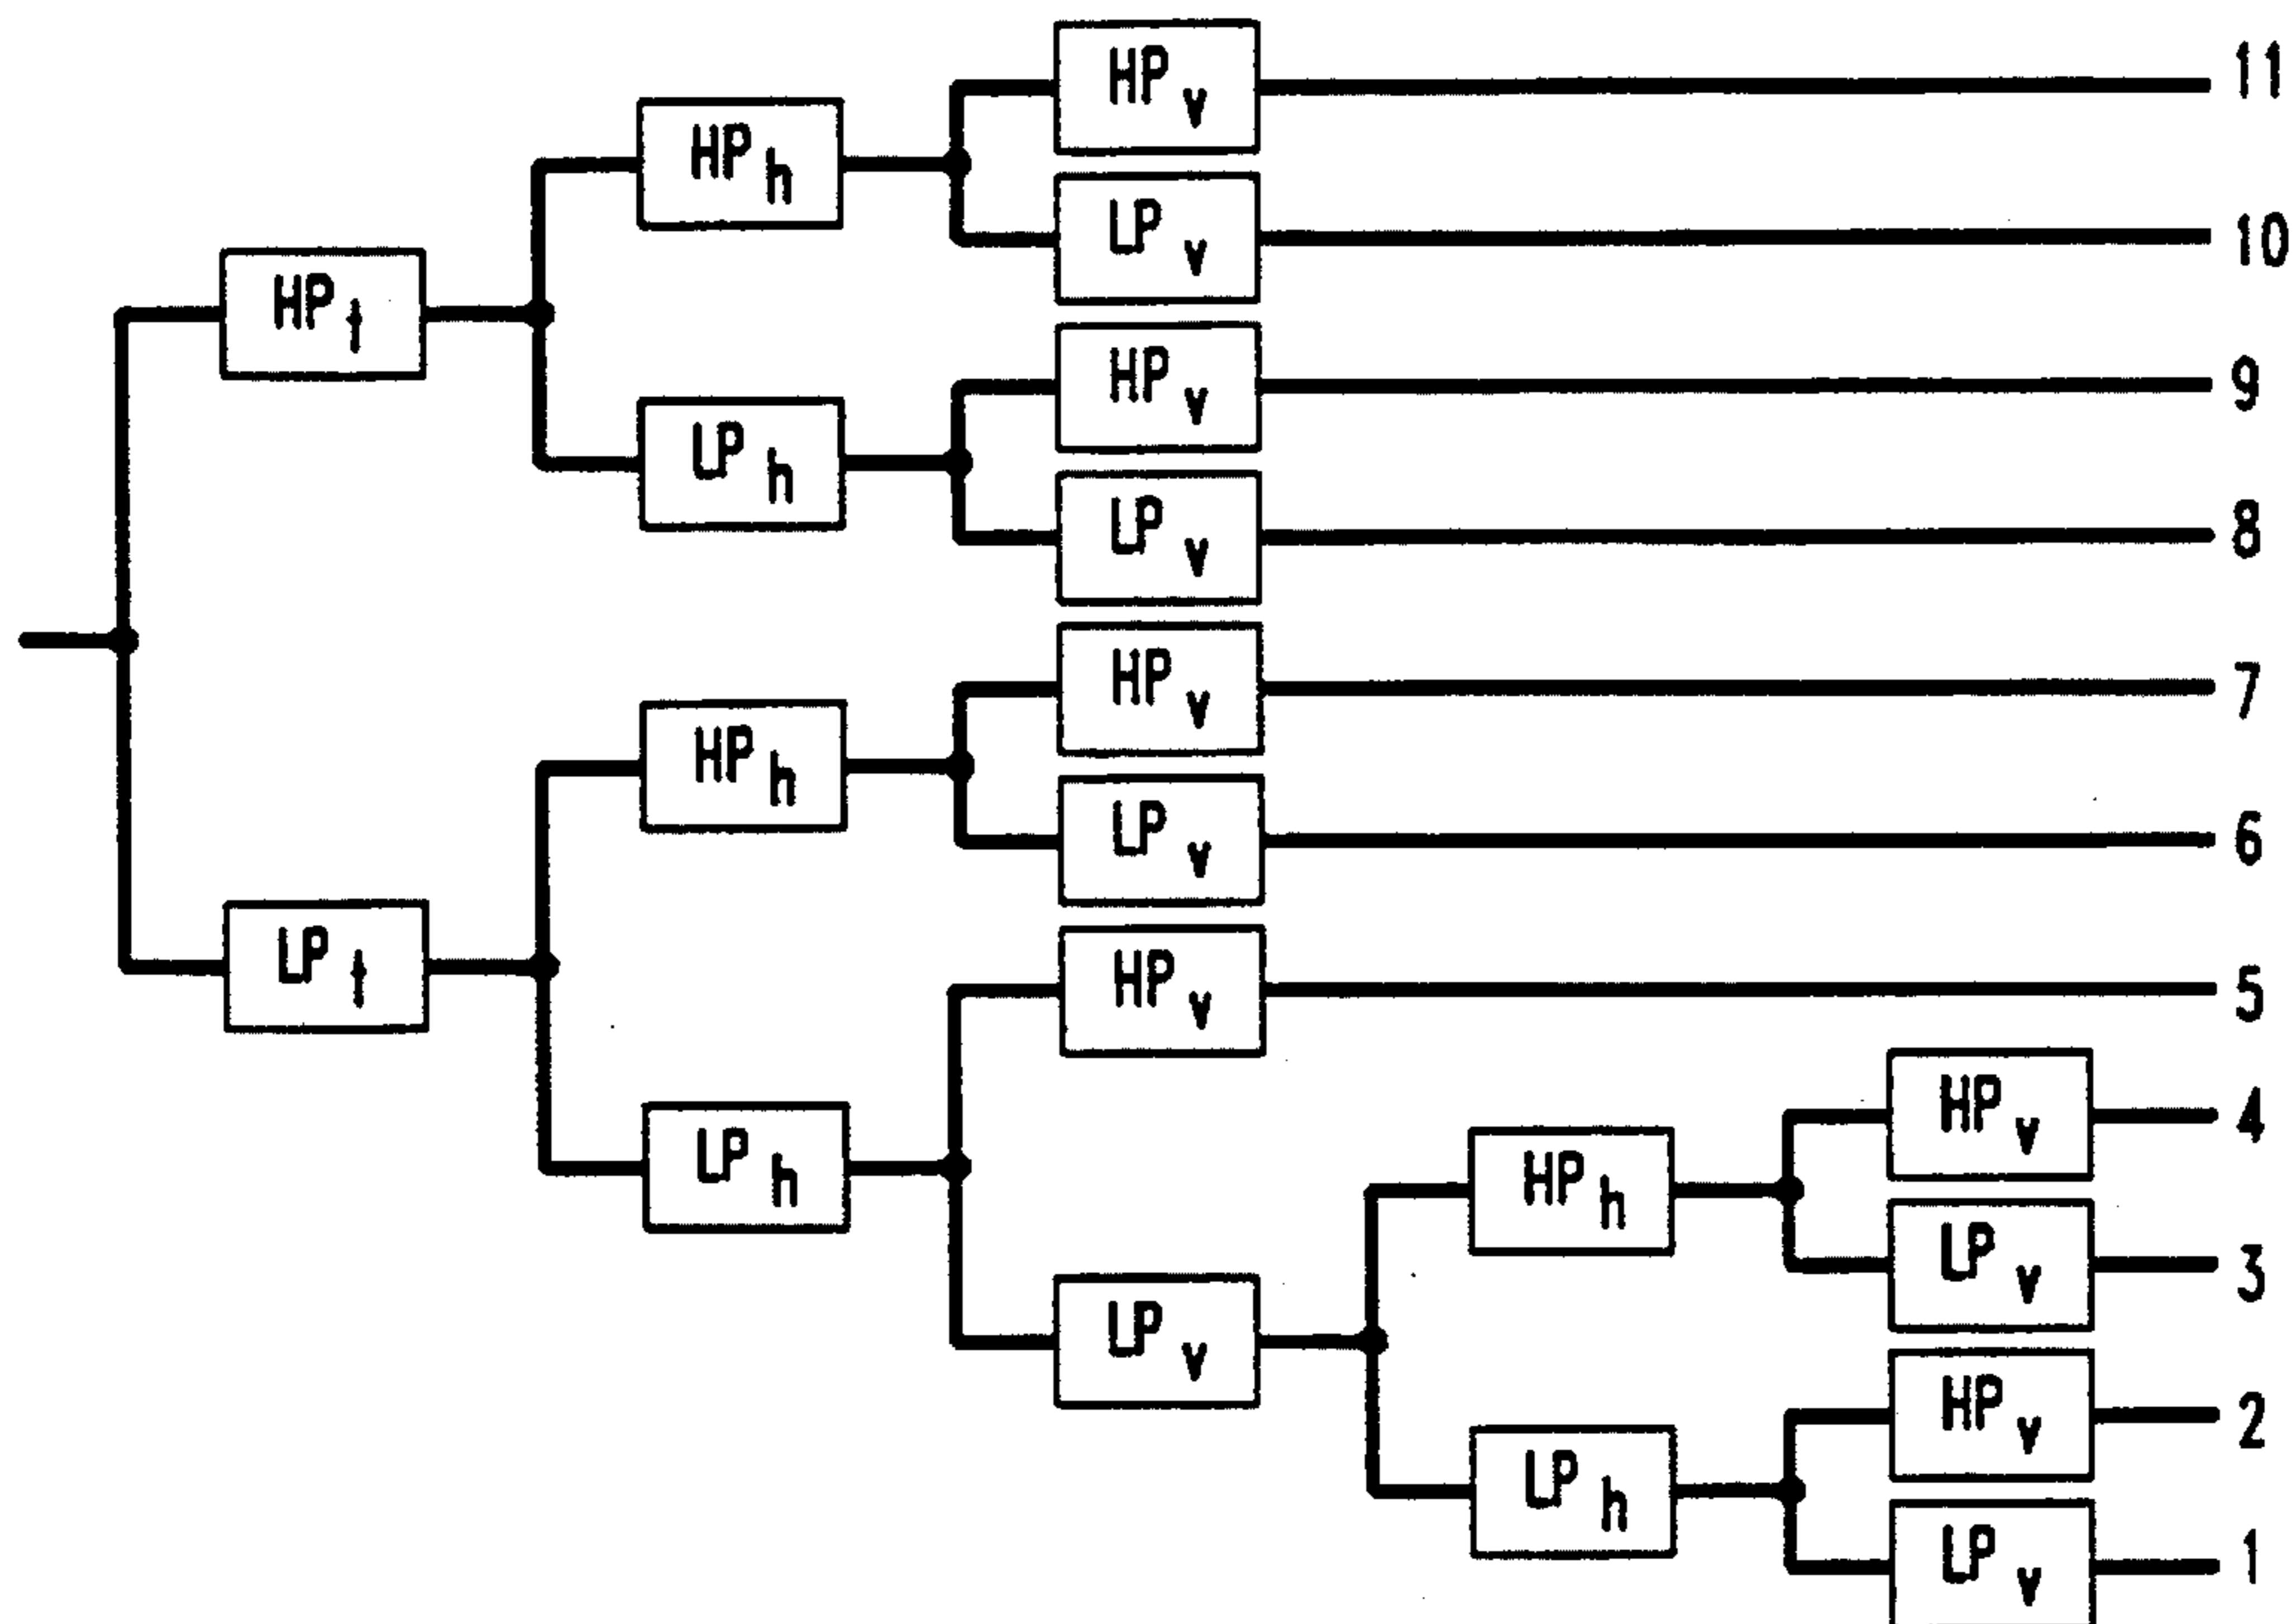 HP v 11
HP h
LP v 10
HP t
HP v 9
LP h
LP v 8
HP v 7
HP h
LP v 6
LP t
HP v 5
HP v 4
LP h
HP h
LP v 3
LP v
HP v 2
LP h
LP v 1